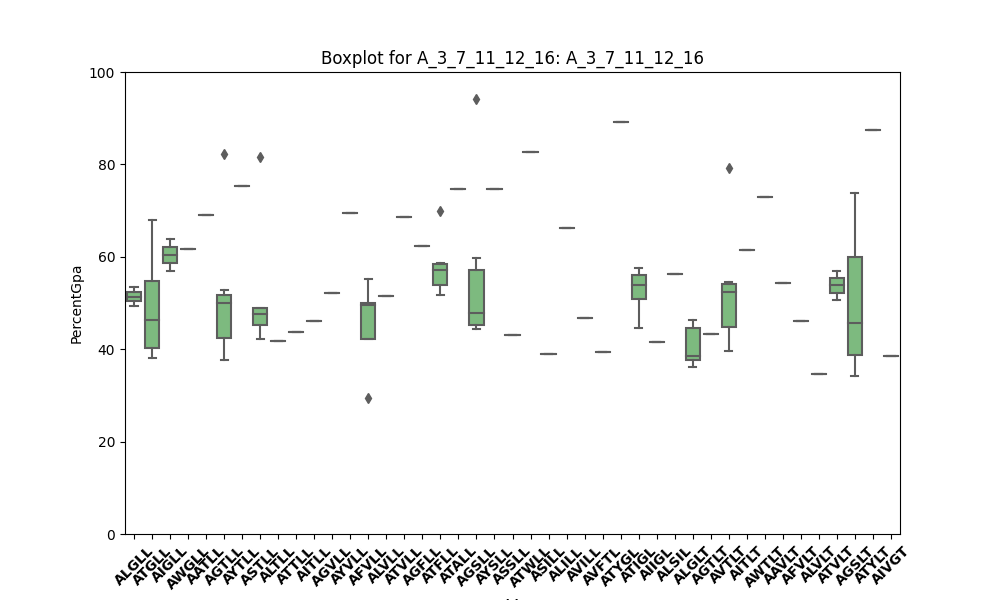 Boxplot for A_3_7_11_12_16: A_3_7_11_12_16
PercentGpa
100
80
60
40
20
0
ALGLL
ATGLL
AIGLL
AWGLL
AATLL
AGTLL
AYTLL
ASTLL
ALTLL
ATTLL
AITLL
AGVLL
AYVLL
AFVLL
ALVLL
ATVLL
AGFLL
ATFLL
ATALL
AGSLL
AYSLL
ASSLL
ATWLL
ASILL
ALILL
AVILL
AVFTL
ATYGL
ATIGL
AIIGL
ALSIL
ALGLT
AGTLT
AVTLT
AITLT
AWTLT
AAVLT
AFVLT
ALVLT
ATVLT
AGSLT
ATYLT
AIVGT